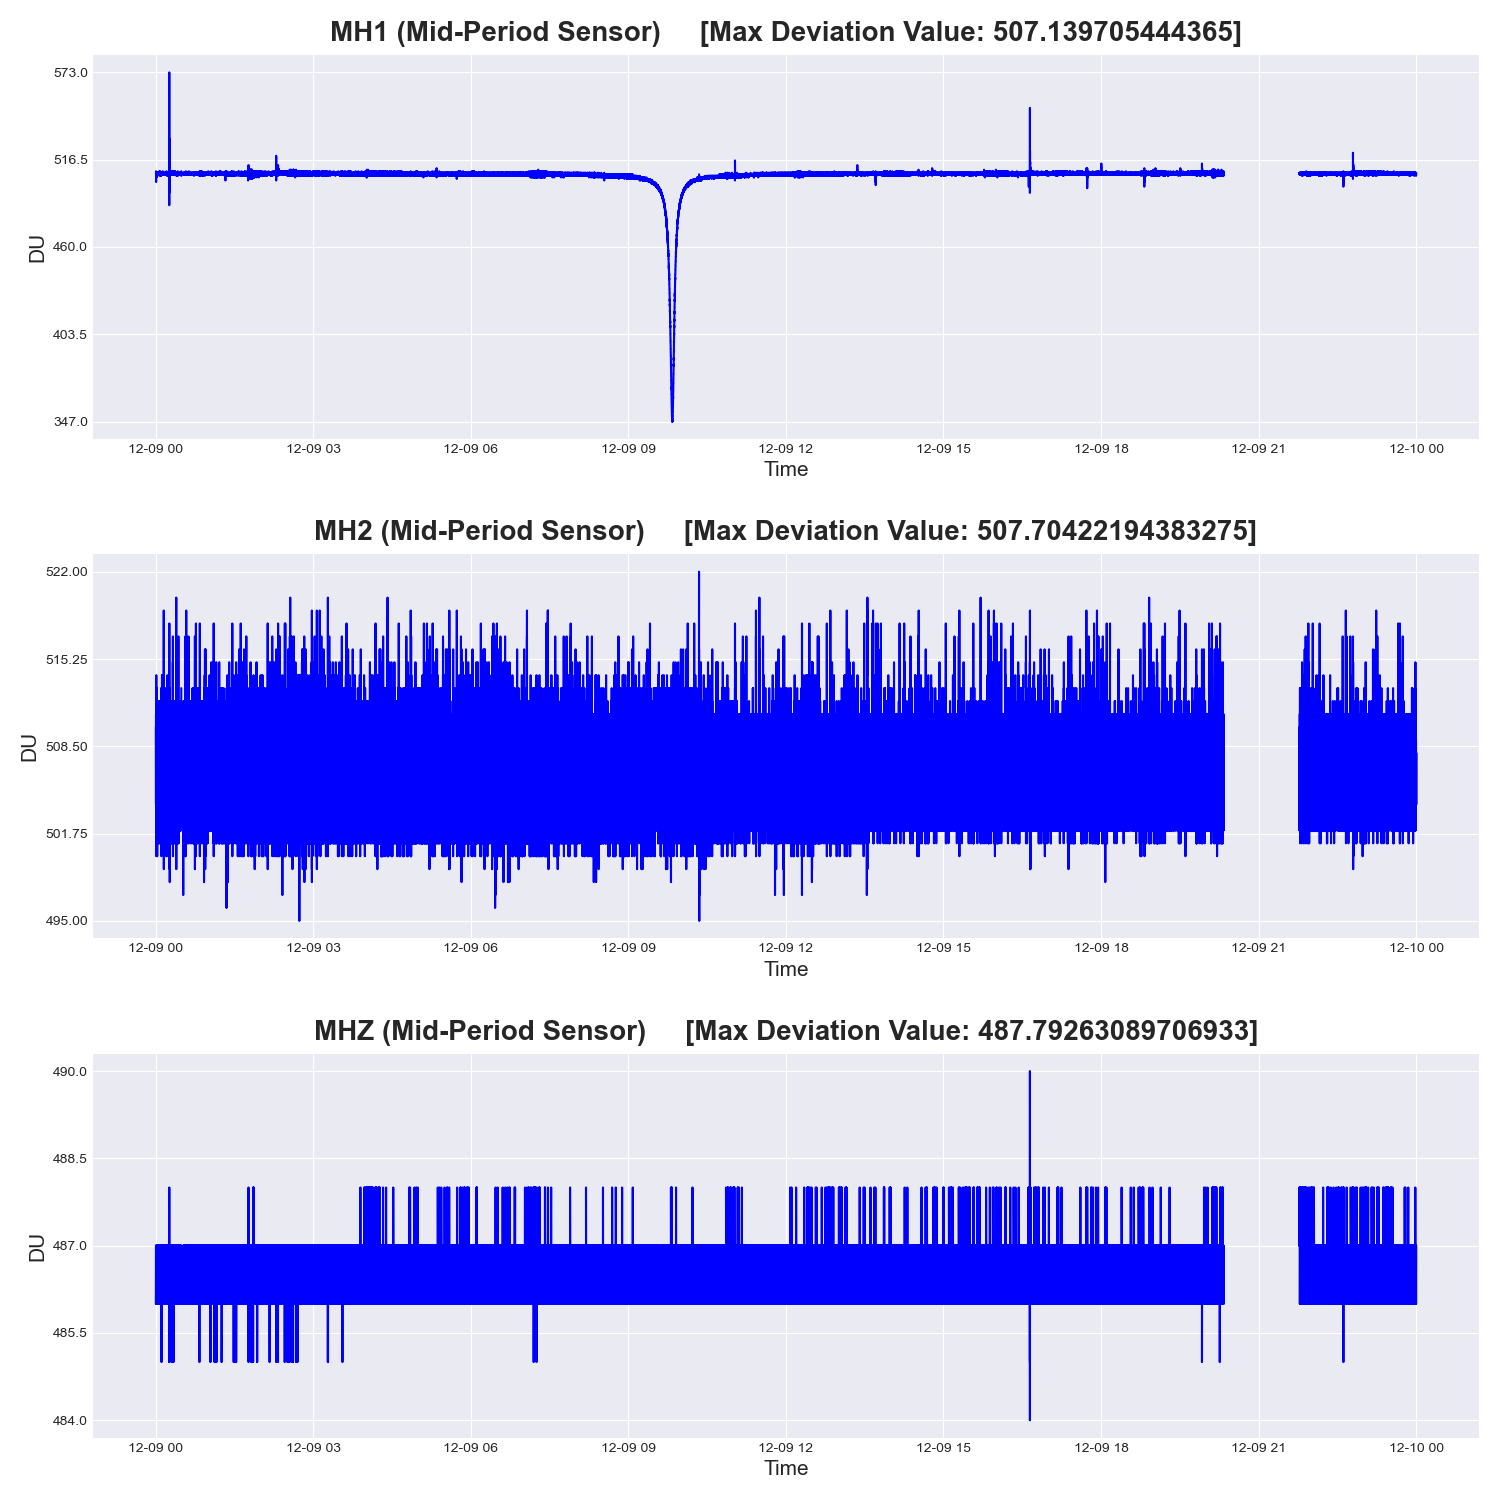 MH1 (Mid-Period Sensor) [Max Deviation Value: 507.139705444365]
573.0
516.5
460.0
403.5
347.0
DU
12-09 00 12-09 03 12-09 06 12-09 09 12-09 12 12-09 15 12-09 18 12-09 21 12-10 00
Time
MH2 (Mid-Period Sensor) [Max Deviation Value: 507.70422194383275]
522.00
515.25
508.50
501.75
495.00
DU
12-09 00 12-09 03 12-09 06 12-09 09 12-09 12 12-09 15 12-09 18 12-09 21 12-10 00
Time
MHZ (Mid-Period Sensor) [Max Deviation Value: 487.79263089706933]
490.0
488.5
487.0
485.5
484.0
DU
12-09 00 12-09 03 12-09 06 12-09 09 12-09 12 12-09 15 12-09 18 12-09 21 12-10 00
Time